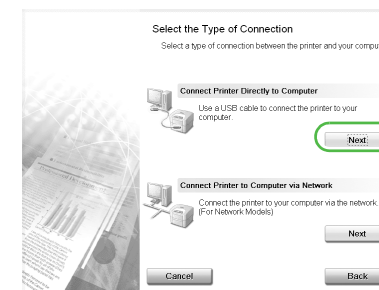 Select the Type of Connection
Select a type of connection between the printer and your
Connect Printer Directly to Computer
Use a USB cable to connect the printer to your
computer.
Next
Connect Printer to Computer via Network
Connect the printer to your computer via the network.
(For Network Models)
Next
Cancel
Back